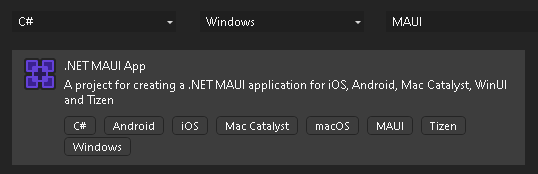 C# Windows MAUI
.NET MAUI App
A project for creating a .NET MAUI application for iOS, Android, Mac Catalyst, WinUI
and Tizen
C# Android iOS Mac Catalyst macOS MAUI Tizen
Windows